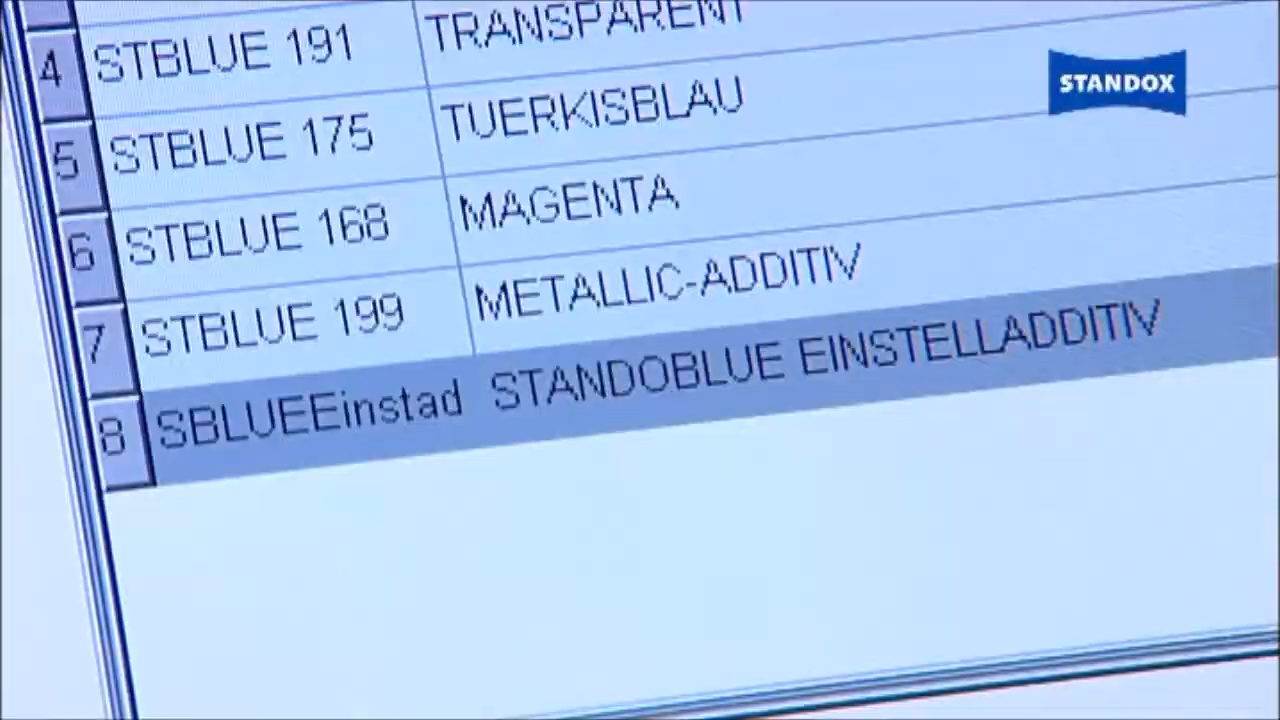 4 STBLUE 191 TRANSPARENT
STANDOX
5 STBLUE 175 TUERKISBLAU
6 STBLUE 168 MAGENTA
7 STBLUE 199 METALLIC-ADDITIV
8 SBLUEEinstad STANDOBLUE EINSTELLADDITIV